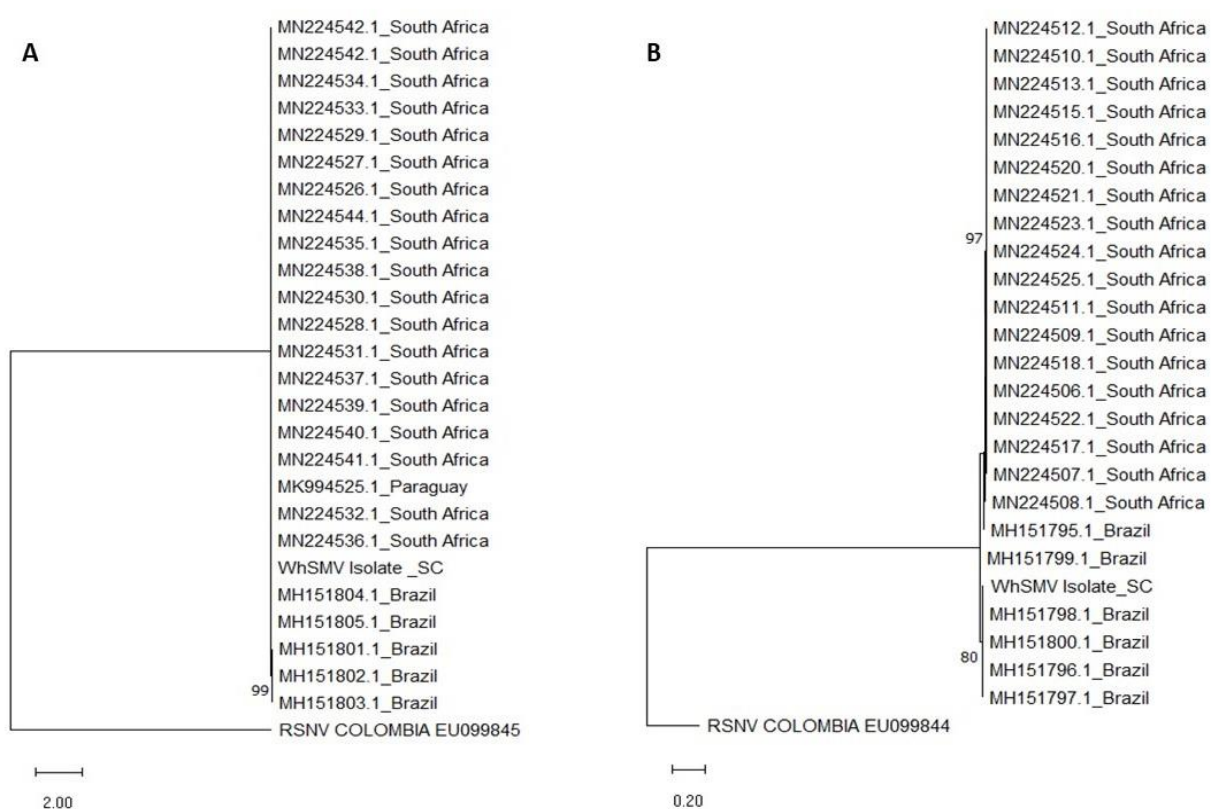 A
MN224542.1_South Africa
MN224542.1_South Africa
MN224534.1_South Africa
MN224533.1_South Africa
MN224529.1_South Africa
MN224527.1_South Africa
MN224526.1_South Africa
MN224544.1_South Africa
MN224535.1_South Africa
MN224538.1_South Africa
MN224530.1_South Africa
MN224528.1_South Africa
MN224531.1_South Africa
MN224537.1_South Africa
MN224539.1_South Africa
MN224540.1_South Africa
MN224541.1_South Africa
MK994525.1_Paraguay
MN224532.1_South Africa
MN224536.1_South Africa
WhSMV Isolate _SC
MH151804.1_Brazil
MH151805.1_Brazil
MH151801.1_Brazil
MH151802.1_Brazil
99
MH151803.1_Brazil
RSNV COLOMBIA EU099845
2.00
B
MN224512.1_South Africa
MN224510.1_South Africa
MN224513.1_South Africa
MN224515.1_South Africa
MN224516.1_South Africa
MN224520.1_South Africa
MN224521.1_South Africa
MN224523.1_South Africa
97
MN224524.1_South Africa
MN224525.1_South Africa
MN224511.1_South Africa
MN224509.1_South Africa
MN224518.1_South Africa
MN224506.1_South Africa
MN224522.1_South Africa
MN224517.1_South Africa
MN224507.1_South Africa
MN224508.1_South Africa
MH151795.1_Brazil
MH151799.1_Brazil
WhSMV Isolate_SC
MH151798.1_Brazil
MH151800.1_Brazil
80
MH151796.1_Brazil
MH151797.1_Brazil
RSNV COLOMBIA EU099844
0.20